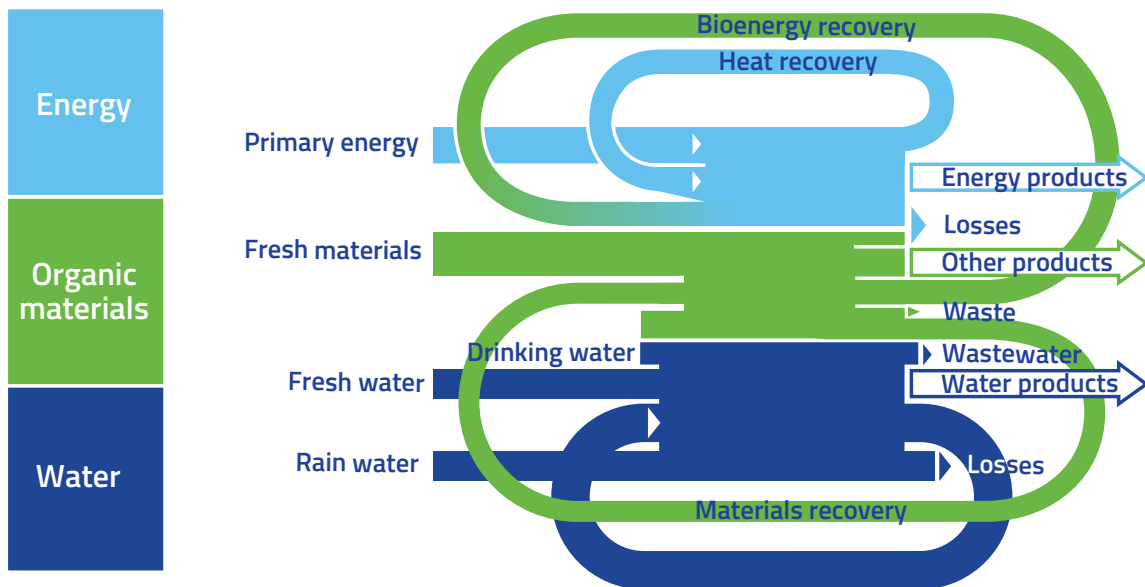 Energy
Organic
materials
Water
Bioenergy recovery
Heat recovery
Primary energy
Energy products
Losses
Fresh materials
Other products
Waste
Drinking water
Wastewater
Fresh water
Water products
Rain water
Losses
Materials recovery